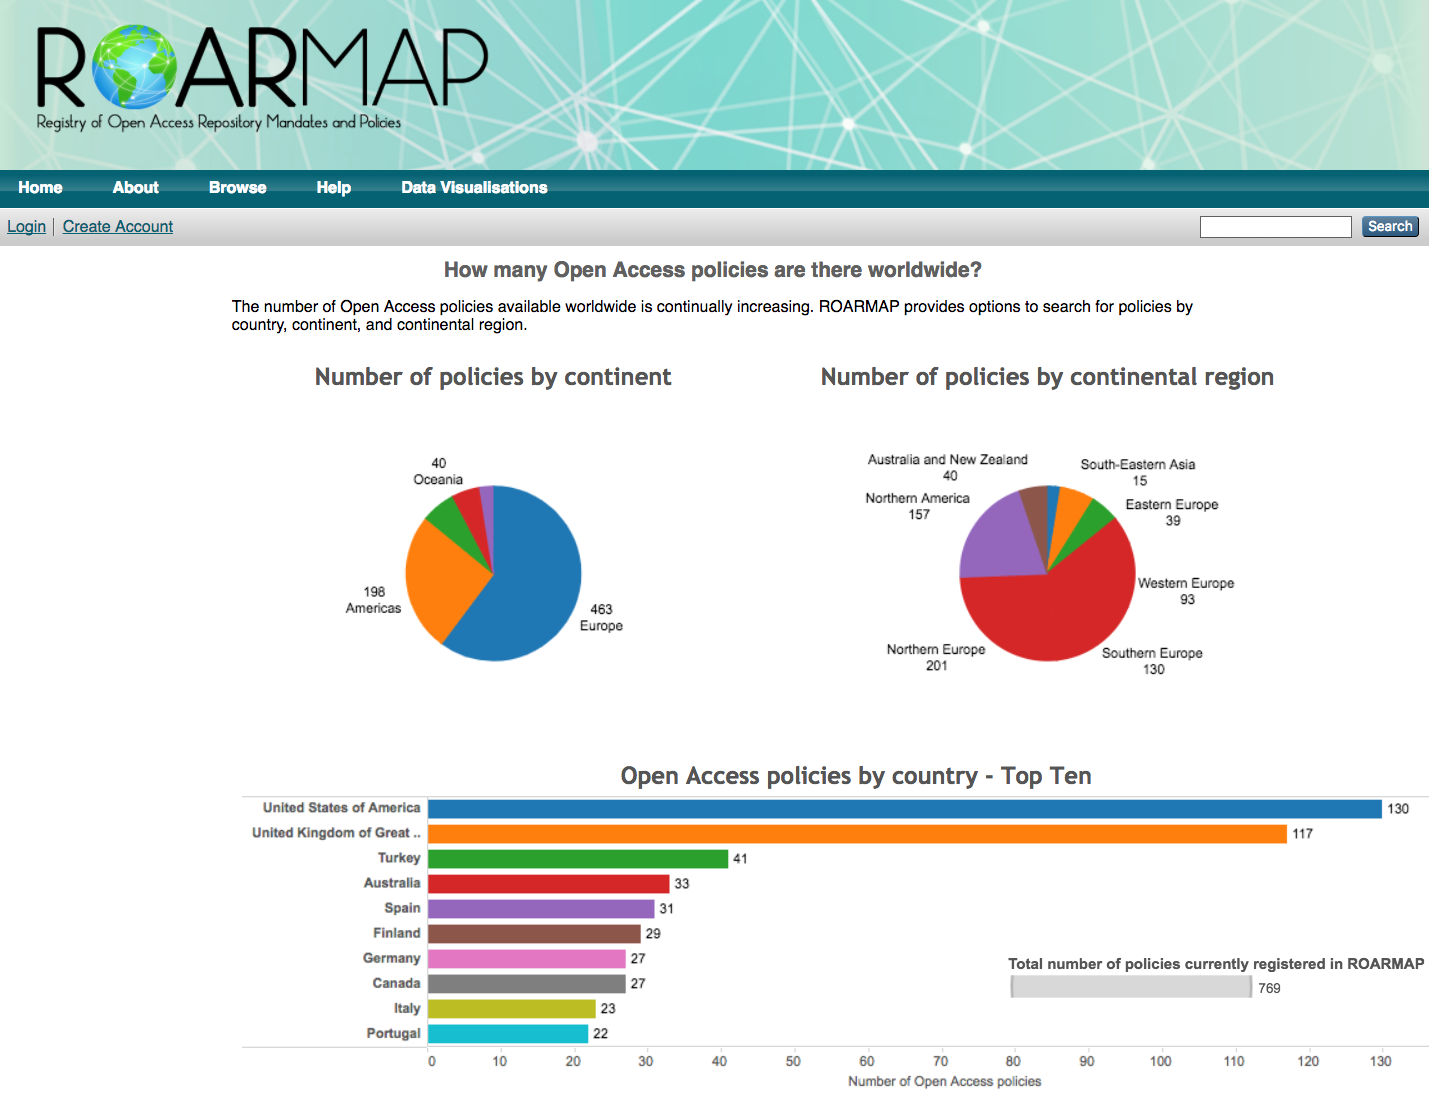 ROARMAP
Registry of Open Access Repository Mandates and Policies
Home About Browse Help Data Visualisations
Login Create Account Search
How many Open Access policies are there worldwide?
The number of Open Access policies available worldwide is continually increasing. ROARMAP provides options to search for policies by
country, continent, and continental region.
Number of policies by continent
40
Oceania
198
Americas
463
Europe
Number of policies by continental region
Australia and New Zealand
40
South-Eastern Asia
15
Northern America
157
Eastern Europe
39
Western Europe
93
Northern Europe
201
Southern Europe
130
Open Access policies by country - Top Ten
United States of America 130
United Kingdom of Great .. 117
Turkey 41
Australia 33
Spain 31
Finland 29
Germany 27
Canada 27
Italy 23
Portugal 22
Total number of policies currently registered in ROARMAP
769
0 10 20 30 40 50 60 70 80 90 100 110 120 130
Number of Open Access policies